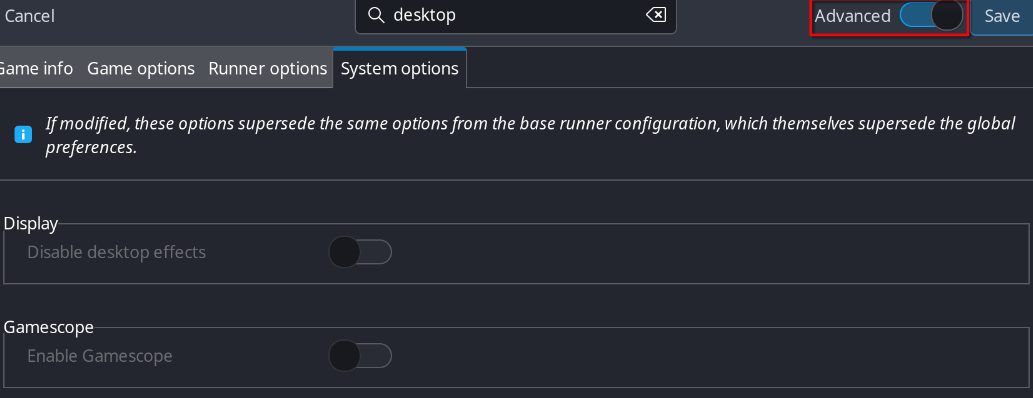 Cancel
desktop
Advanced
Save
Game info
Game options
Runner options
System options
If modified, these options supersede the same options from the base runner configuration, which themselves supersede the global
preferences.
Display
Disable desktop effects
Gamescope
Enable Gamescope